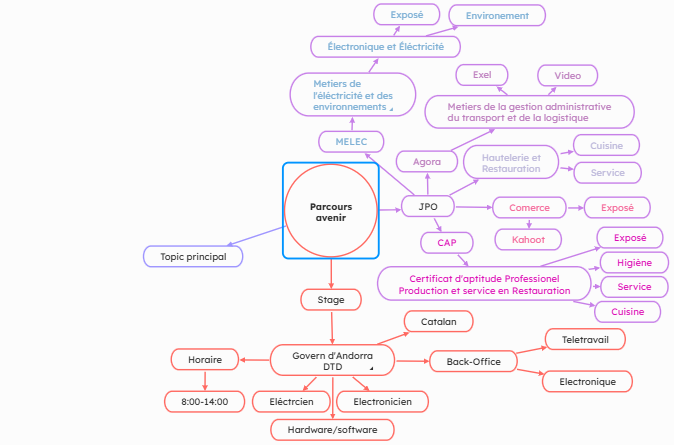 Exposé
Environement
Électronique et Éléctricité
Exel
Video
Metiers de
l'éléctricité et des
environnements
Metiers de la gestion administrative
du transport et de la logistique
MELEC
Cuisine
Agora
Hautelerie et
Restauration
Service
Parcours
avenir
JPO
Comerce
Exposé
CAP
Kahoot
Exposé
Topic principal
Higiène
Certificat d'aptitude Professionel
Production et service en Restauration
Service
Cuisine
Stage
Catalan
Teletravail
Horaire
Govern d'Andorra
DTD
Back-Office
Electronique
8:00-14:00
Eléctrcien
Electronicien
Hardware/software